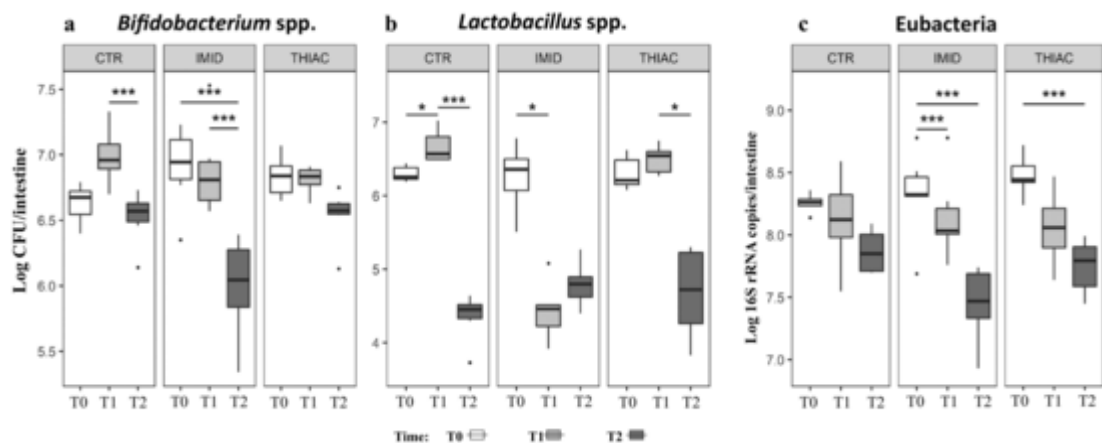 a Bifidobacterium spp. b Lactobacillus spp. c Eubacteria
CTR IMID THIAC CTR IMID THIAC CTR IMID THIAC
Log CFU/intestine
7.5
7.0
6.5
6.0
5.5
*** *** ***
7
6
5
4
* *** * *
Log 16S rRNA copies/intestine
9.0
8.5
8.0
7.5
7.0
*** *** ***
T0 T1 T2 T0 T1 T2 T0 T1 T2 T0 T1 T2 T0 T1 T2 T0 T1 T2 T0 T1 T2 T0 T1 T2 T0 T1 T2
Time: T0 T1 T2